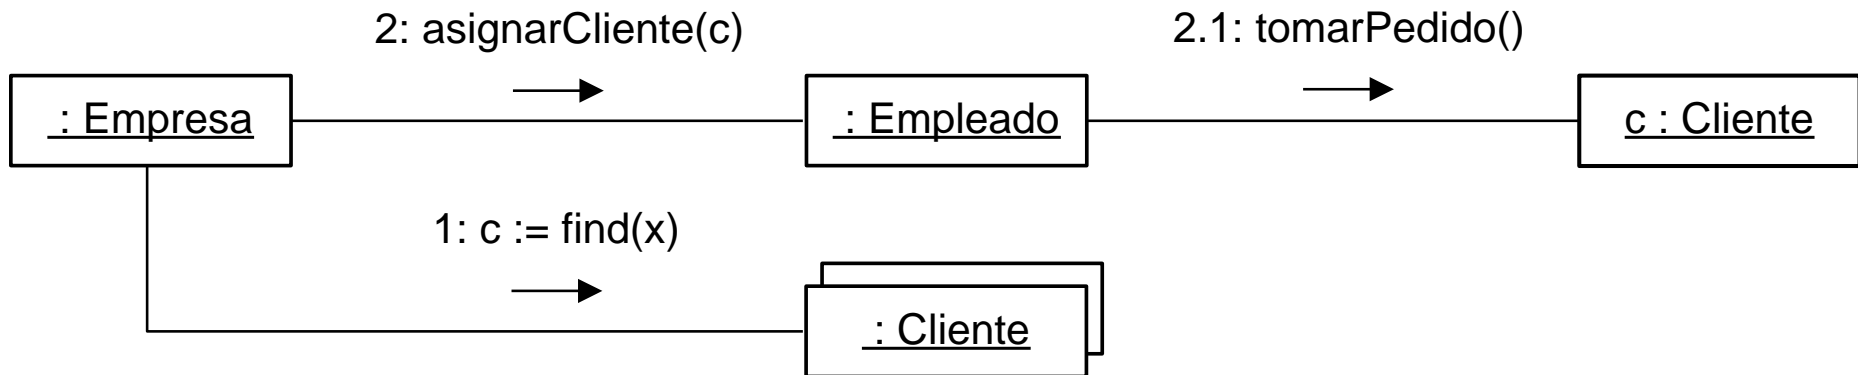 2: asignarCliente(c)
2.1: tomarPedido()
: Empresa
: Empleado
c : Cliente
1: c := find(x)
: Cliente